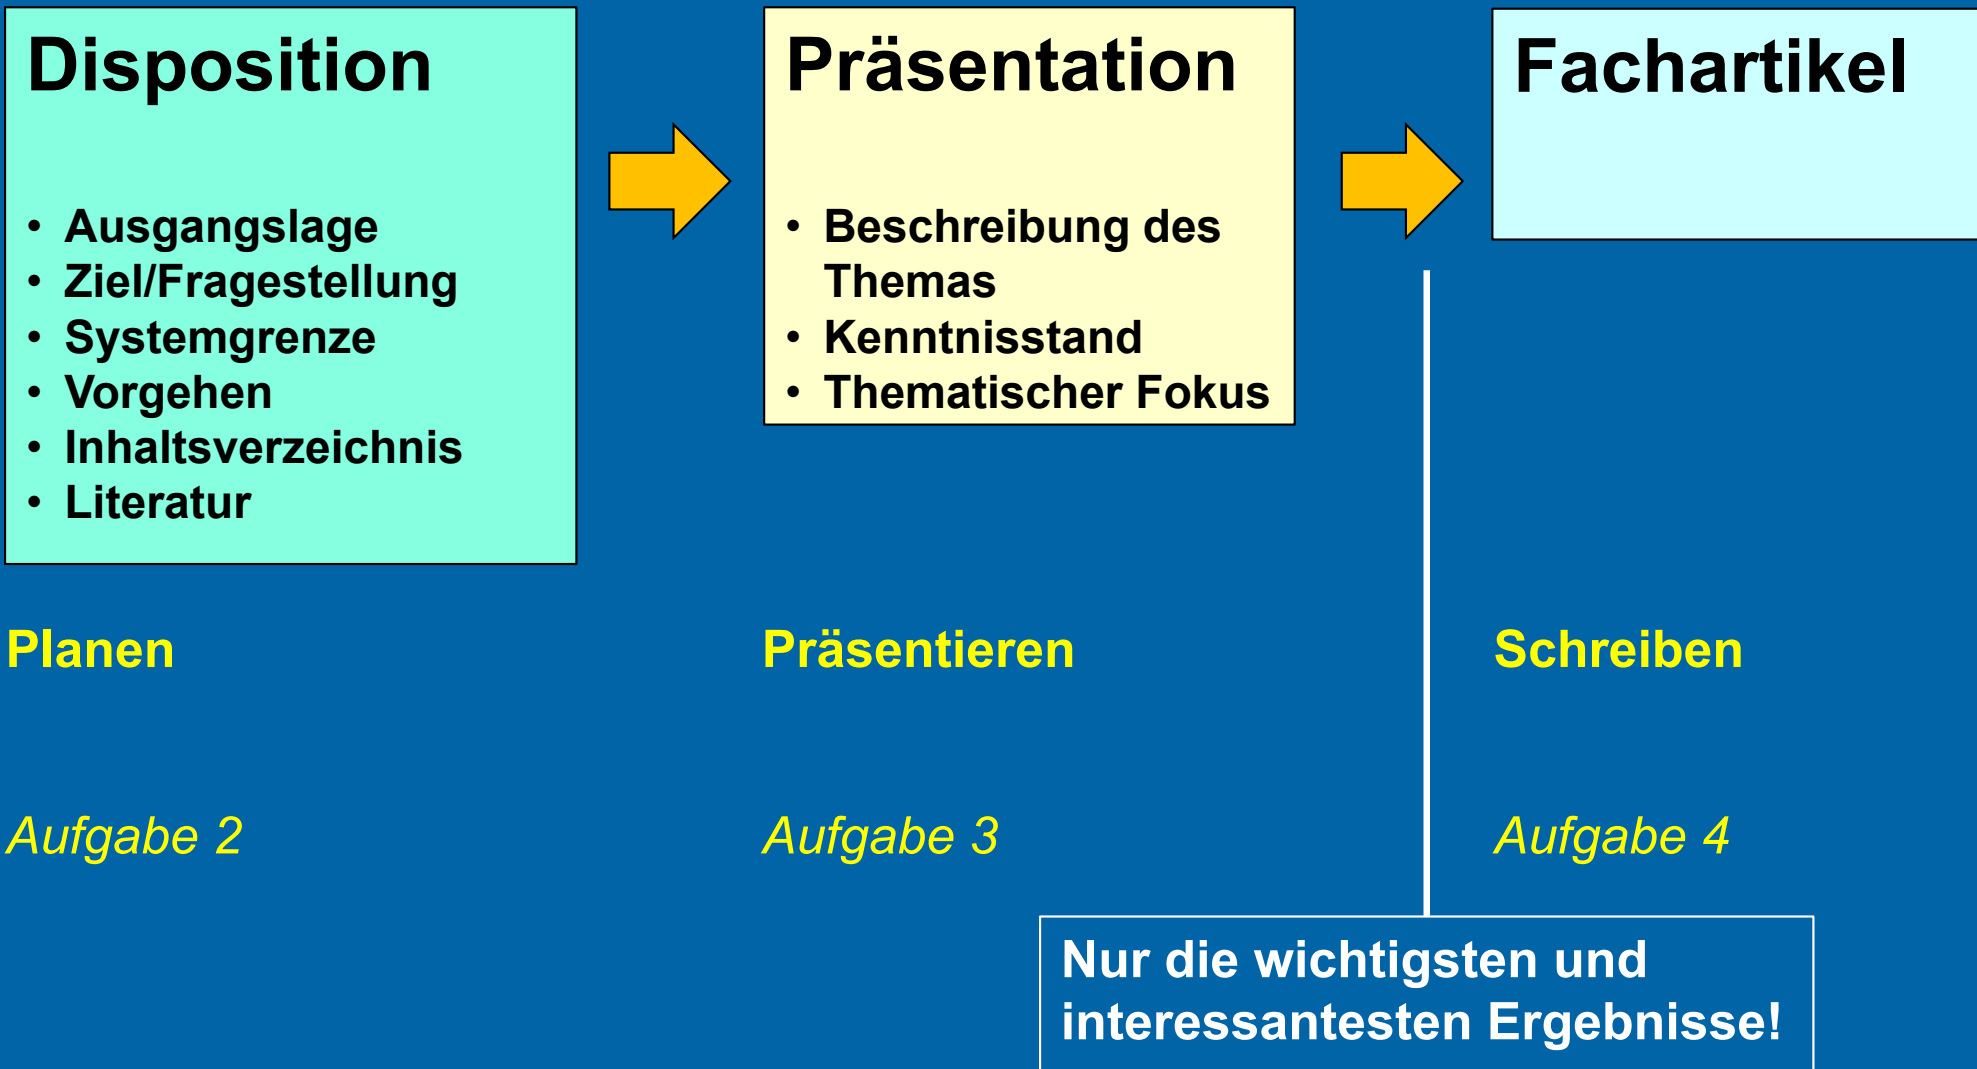 Disposition
• Ausgangslage
• Ziel/Fragestellung
• Systemgrenze
• Vorgehen
• Inhaltsverzeichnis
• Literatur
Präsentation
• Beschreibung des
Themas
• Kenntnisstand
• Thematischer Fokus
Fachartikel
Planen
Präsentieren
Schreiben
Aufgabe 2
Aufgabe 3
Aufgabe 4
Nur die wichtigsten und
interessantesten Ergebnisse!